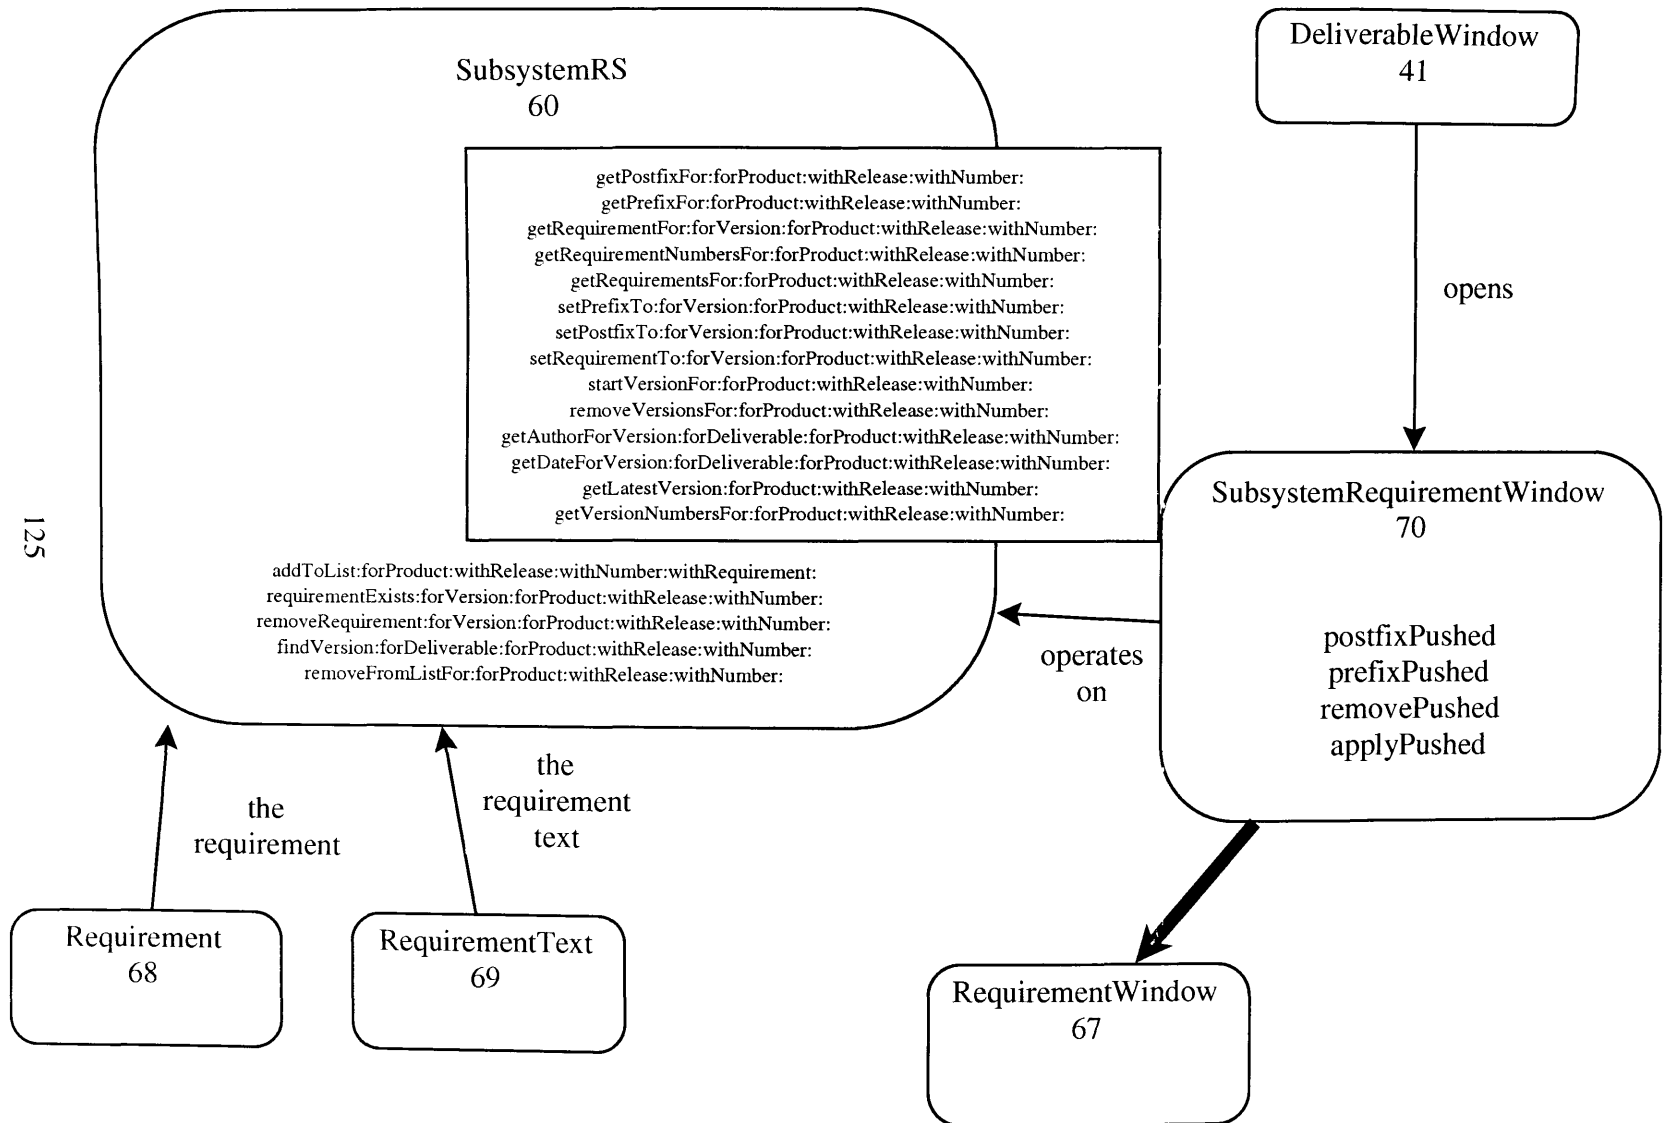 SubsystemRS
60
getPostfixFor:forProduct:withRelease:withNumber:
getPrefixFor:forProduct:withRelease:withNumber:
getRequirementFor:forVersion:forProduct:withRelease:withNumber:
getRequirementNumbersFor:forProduct:withRelease:withNumber:
getRequirementsFor:forProduct:withRelease:withNumber:
setPrefixTo:forVersion:forProduct:withRelease:withNumber:
setPostfixTo:forVersion:forProduct:withRelease:withNumber:
setRequirementTo:forVersion:forProduct:withRelease:withNumber:
startVersionFor:forProduct:withRelease:withNumber:
removeVersionsFor:forProduct:withRelease:withNumber:
getAuthorForVersion:forDeliverable:forProduct:withRelease:withNumber:
getDateForVersion:forDeliverable:forProduct:withRelease:withNumber:
getLatestVersion:forProduct:withRelease:withNumber:
getVersionNumbersFor:forProduct:withRelease:withNumber:
addToList:forProduct:withRelease:withNumber:withRequirement:
requirementExists:forVersion:forProduct:withRelease:withNumber:
removeRequirement:forVersion:forProduct:withRelease:withNumber:
findVersion:forDeliverable:forProduct:withRelease:withNumber:
removeFromListFor:forProduct:withRelease:withNumber:
DeliverableWindow
41
opens
SubsystemRequirementWindow
70
postfixPushed
prefixPushed
removePushed
applyPushed
operates
on
the
requirement
the
requirement
text
Requirement
68
RequirementText
69
RequirementWindow
67
125